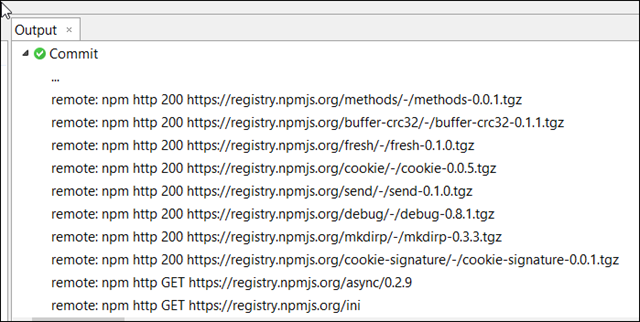 Output ×
Commit
...
remote: npm http 200 https://registry.npmjs.org/methods/-/methods-0.0.1.tgz
remote: npm http 200 https://registry.npmjs.org/buffer-crc32/-/buffer-crc32-0.1.1.tgz
remote: npm http 200 https://registry.npmjs.org/fresh/-/fresh-0.1.0.tgz
remote: npm http 200 https://registry.npmjs.org/cookie/-/cookie-0.0.5.tgz
remote: npm http 200 https://registry.npmjs.org/send/-/send-0.1.0.tgz
remote: npm http 200 https://registry.npmjs.org/debug/-/debug-0.8.1.tgz
remote: npm http 200 https://registry.npmjs.org/mkdirp/-/mkdirp-0.3.3.tgz
remote: npm http 200 https://registry.npmjs.org/cookie-signature/-/cookie-signature-0.0.1.tgz
remote: npm http GET https://registry.npmjs.org/async/0.2.9
remote: npm http GET https://registry.npmjs.org/ini